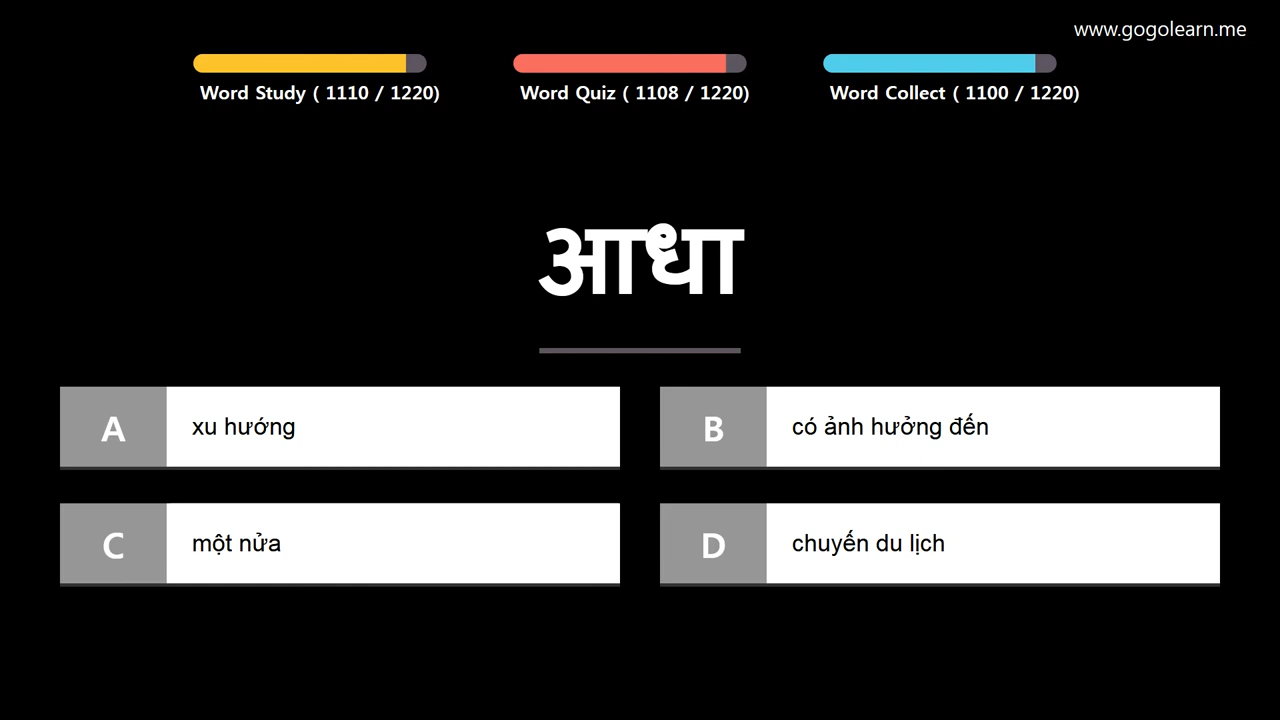 www.gogolearn.me
Word Study ( 1110 / 1220)
Word Quiz ( 1108 / 1220)
Word Collect ( 1100 / 1220)
आधा
A xu hướng
B có ảnh hưởng đến
C một nửa
D chuyến du lịch